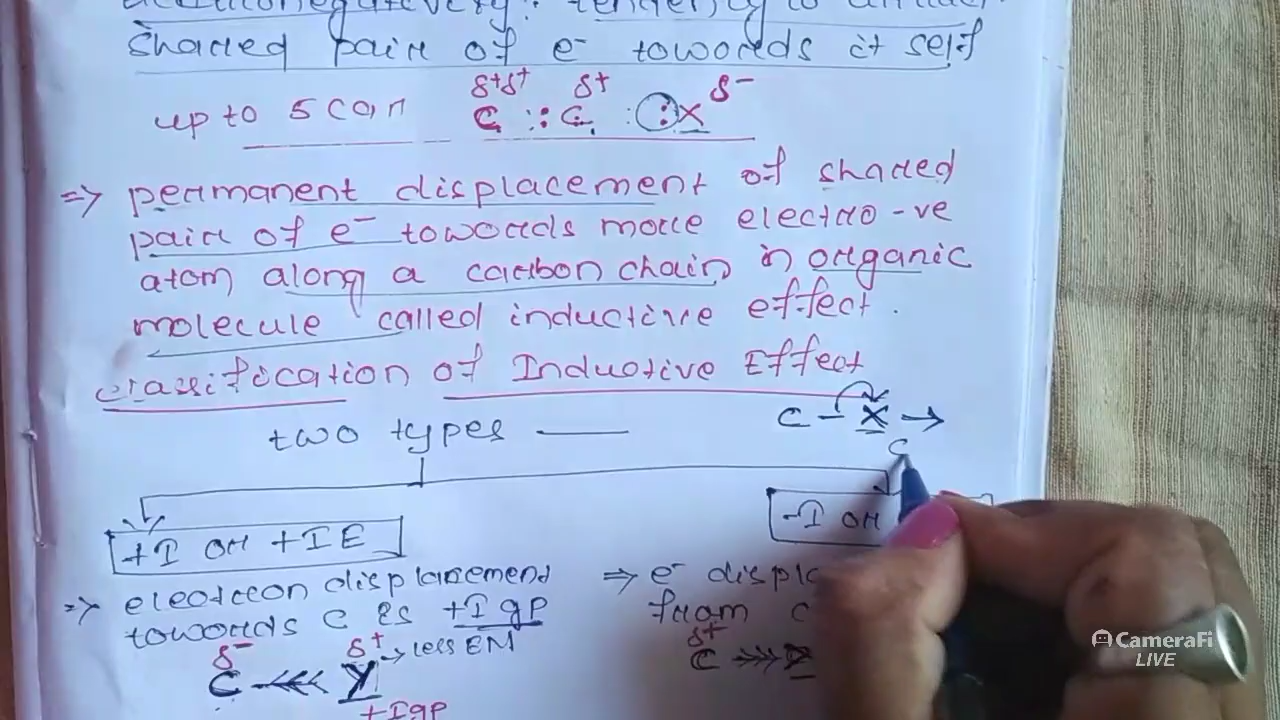 shared pair of e⁻ towards it self
up to 5 can δ+δ+ δ+ δ−
C :: C : X
=> permanent displacement of shared
pair of e⁻ towards more electro-ve
atom along a carbon chain in organic
molecule called inductive effect.
Classification of Inductive Effect
two types C - X →
C
+I or +IE
-I or
=> electron displacement
towards C is +I gp
δ− δ+ → less EN
C Y
+I gp
=> e⁻
from C
δ+
C
CameraFi
LIVE